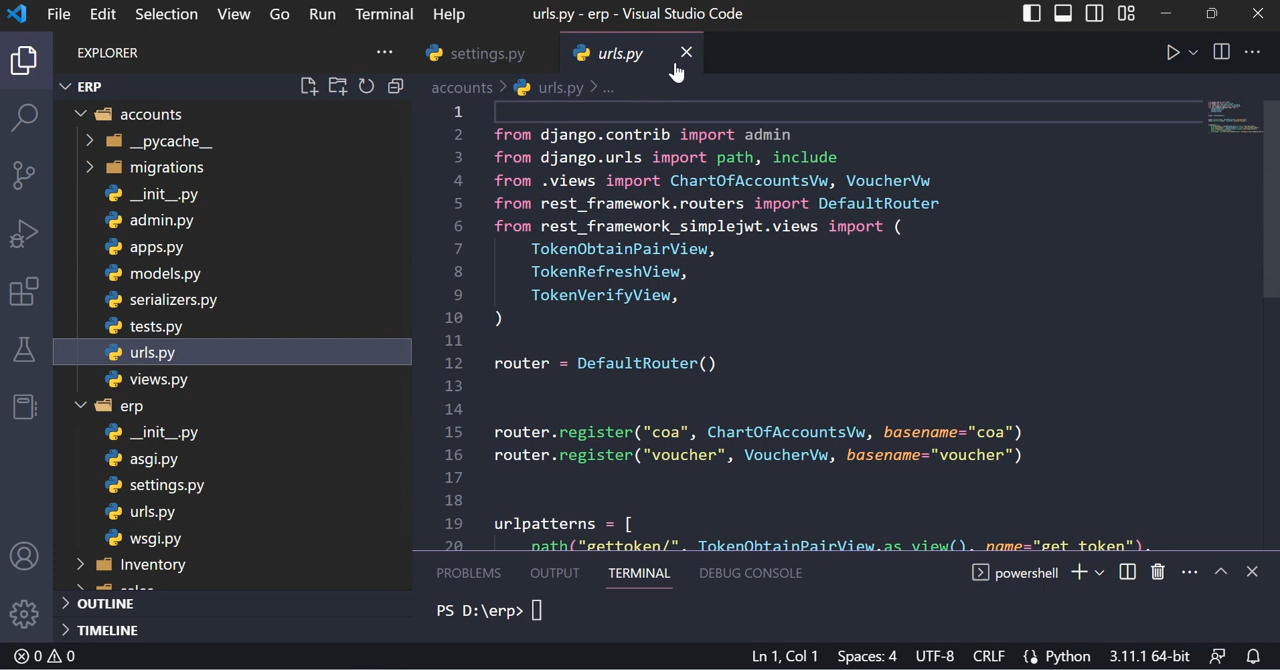 File Edit Selection View Go Run Terminal Help urls.py - erp - Visual Studio Code
EXPLORER
settings.py urls.py
ERP
accounts > urls.py > ...
accounts
__pycache__
migrations
__init__.py
admin.py
apps.py
models.py
serializers.py
tests.py
urls.py
views.py
erp
__init__.py
asgi.py
settings.py
urls.py
wsgi.py
Inventory
OUTLINE
TIMELINE
1
2 from django.contrib import admin
3 from django.urls import path, include
4 from .views import ChartOfAccountsVw, VoucherVw
5 from rest_framework.routers import DefaultRouter
6 from rest_framework_simplejwt.views import (
7 TokenObtainPairView,
8 TokenRefreshView,
9 TokenVerifyView,
10 )
11
12 router = DefaultRouter()
13
14
15 router.register("coa", ChartOfAccountsVw, basename="coa")
16 router.register("voucher", VoucherVw, basename="voucher")
17
18
19 urlpatterns = [
20 path("gettoken/", TokenObtainPairView.as_view(), name="get_token"),
PROBLEMS OUTPUT TERMINAL DEBUG CONSOLE powershell
PS D:\erp>
0 0 Ln 1, Col 1 Spaces: 4 UTF-8 CRLF Python 3.11.1 64-bit